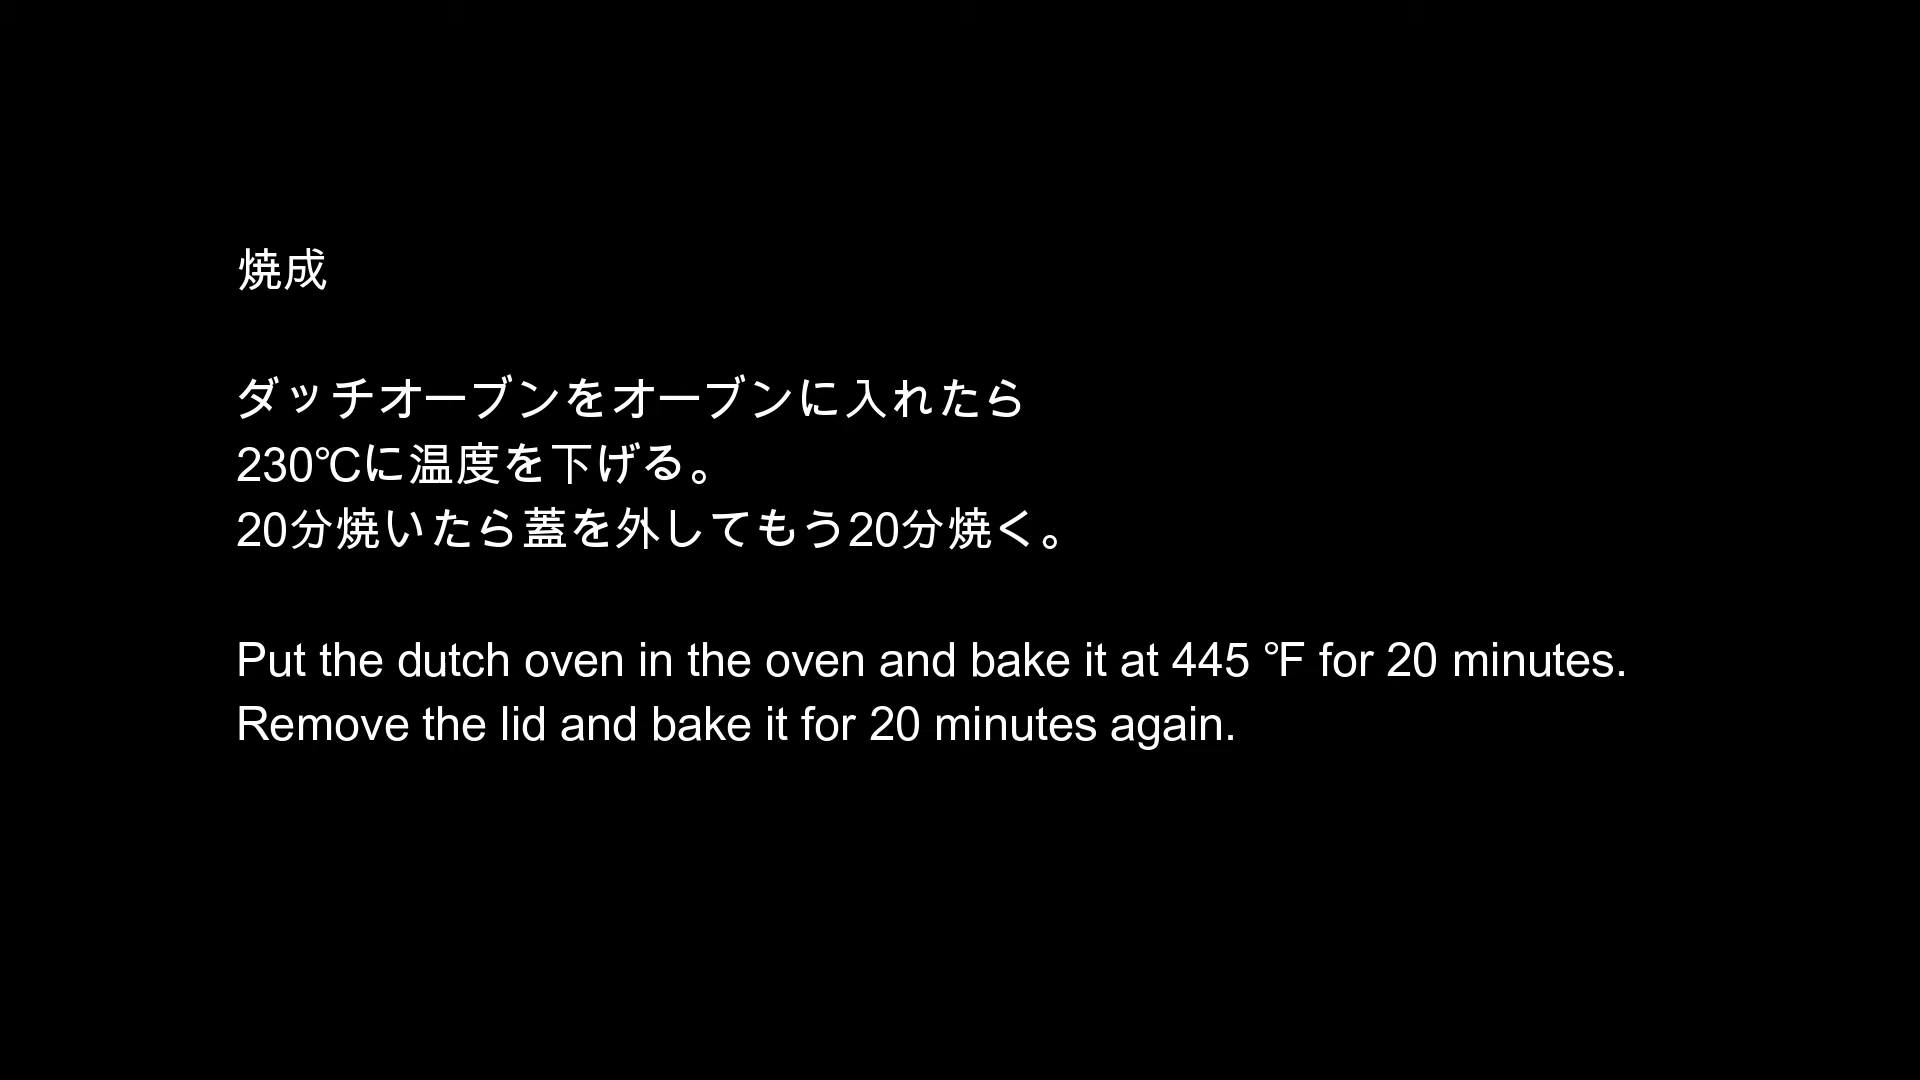 焼成
ダッチオーブンをオーブンに入れたら
230℃に温度を下げる。
20分焼いたら蓋を外してもう20分焼く。
Put the dutch oven in the oven and bake it at 445 ℉ for 20 minutes.
Remove the lid and bake it for 20 minutes again.